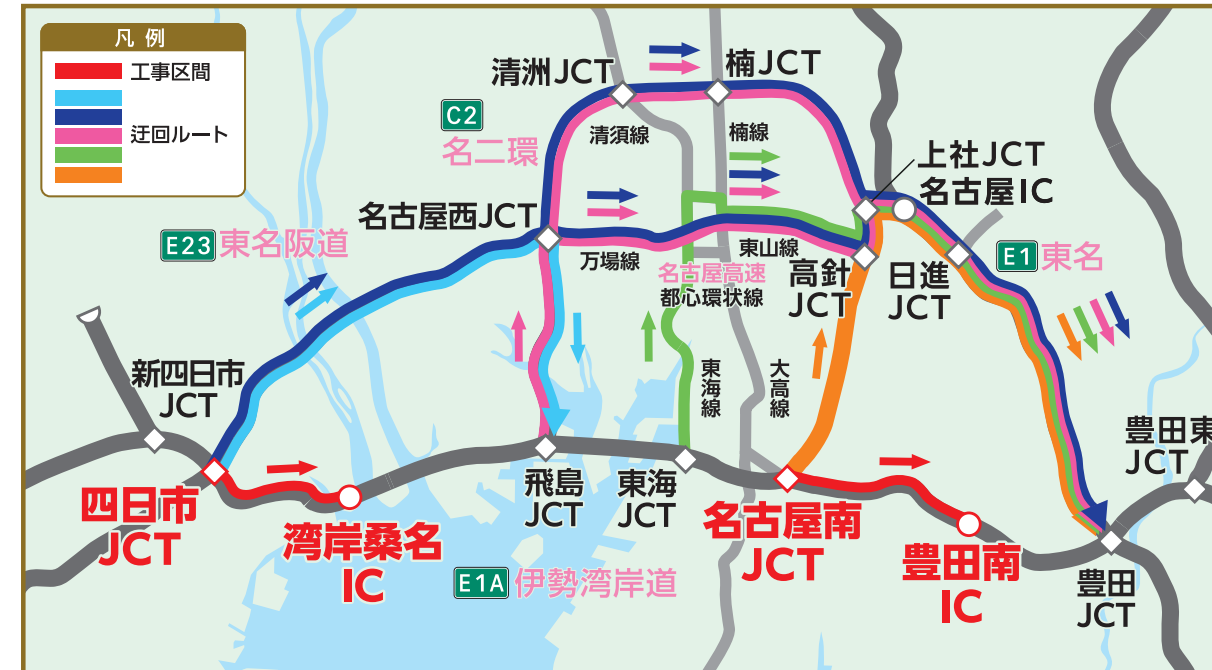 凡例
工事区間
迂回ルート
清洲JCT
楠JCT
C2
名二環
清須線
楠線
上社JCT
名古屋IC
名古屋西JCT
E23 東名阪道
万場線
東山線
名古屋高速
都心環状線
高針
JCT
日進
JCT
E1 東名
新四日市
JCT
東海線
大高線
豊田東
JCT
四日市
JCT
湾岸桑名
IC
飛島
JCT
東海
JCT
名古屋南
JCT
豊田南
IC
E1A 伊勢湾岸道
豊田
JCT